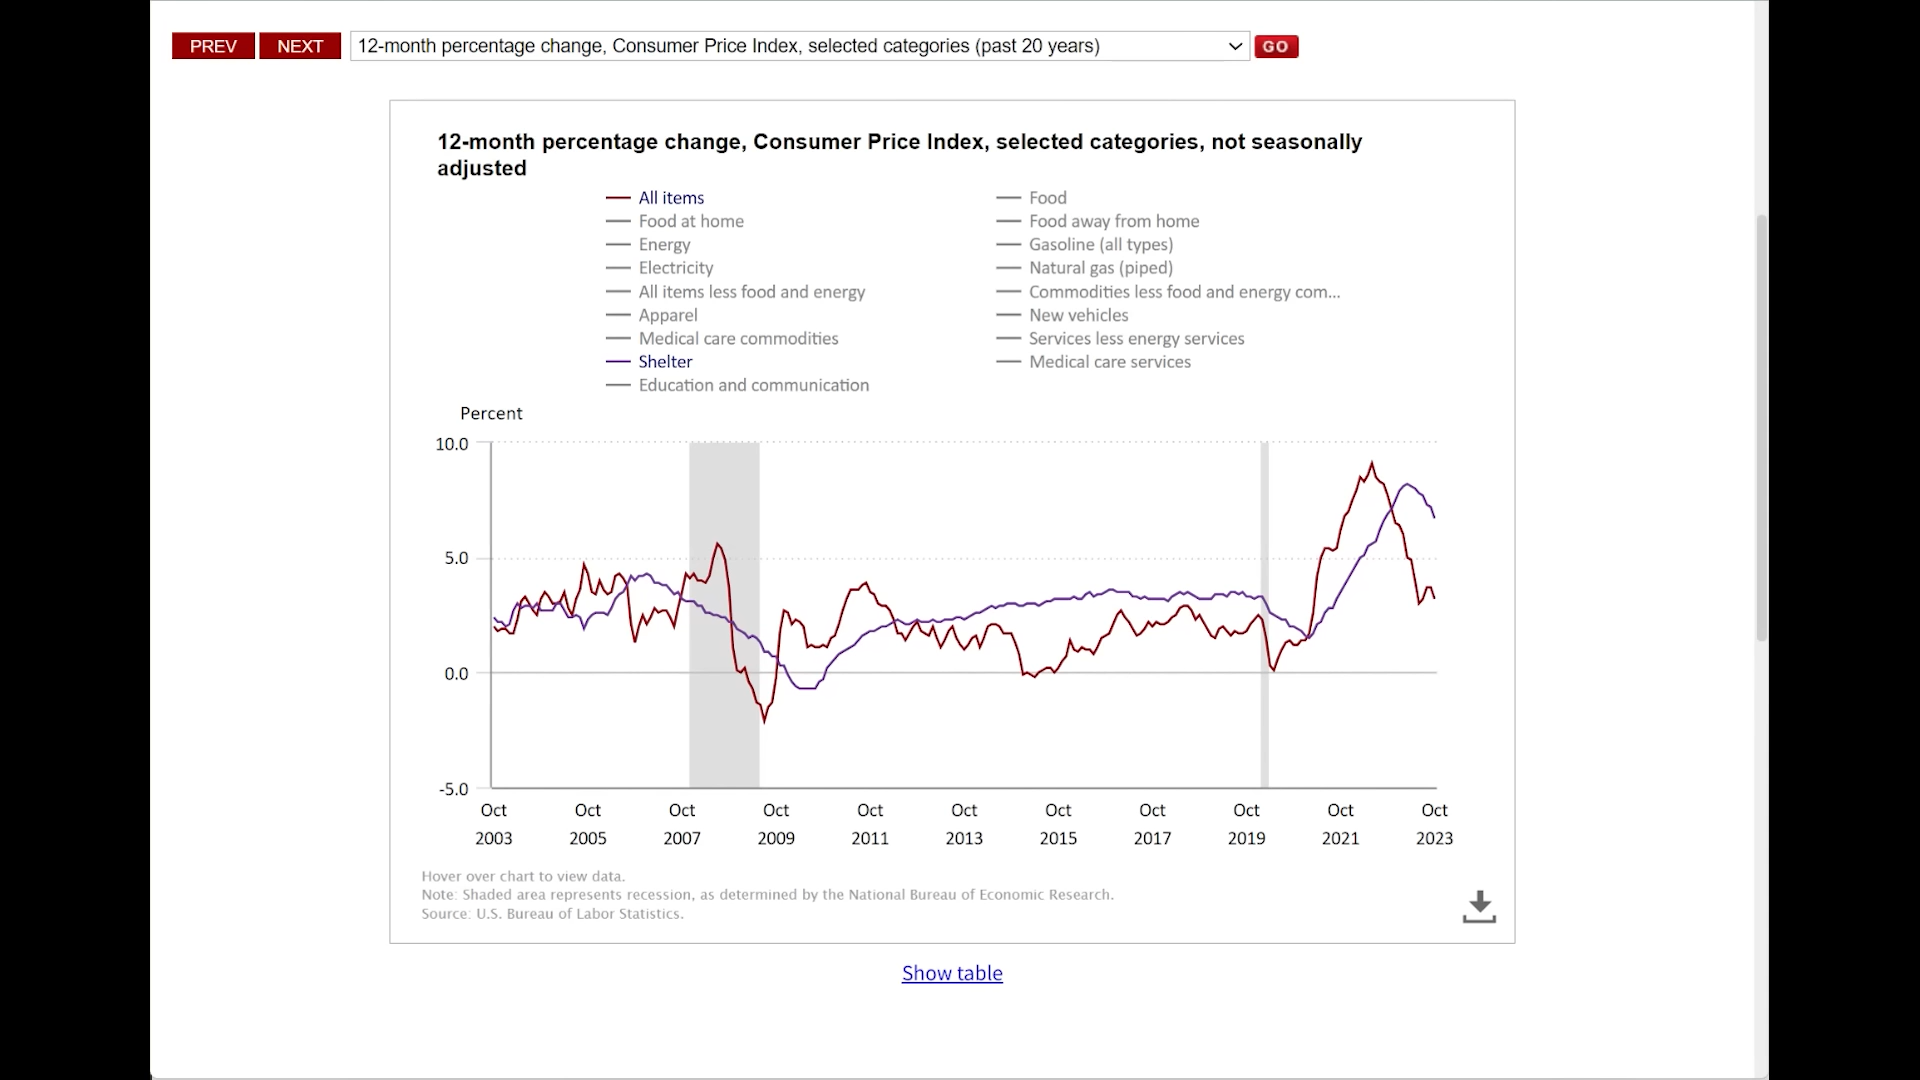 PREV NEXT 12-month percentage change, Consumer Price Index, selected categories (past 20 years) GO
12-month percentage change, Consumer Price Index, selected categories, not seasonally
adjusted
All items Food
Food at home Food away from home
Energy Gasoline (all types)
Electricity Natural gas (piped)
All items less food and energy Commodities less food and energy com...
Apparel New vehicles
Medical care commodities Services less energy services
Shelter Medical care services
Education and communication
Percent
10.0
5.0
0.0
-5.0
Oct Oct Oct Oct Oct Oct Oct Oct Oct Oct Oct
2003 2005 2007 2009 2011 2013 2015 2017 2019 2021 2023
Hover over chart to view data.
Note: Shaded area represents recession, as determined by the National Bureau of Economic Research.
Source: U.S. Bureau of Labor Statistics.
Show table